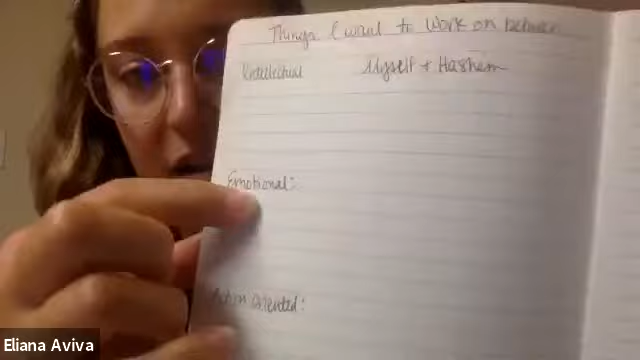 Things I want to work on between
Intellectual Myself + Hashem
Emotional:
Action oriented:
Eliana Aviva